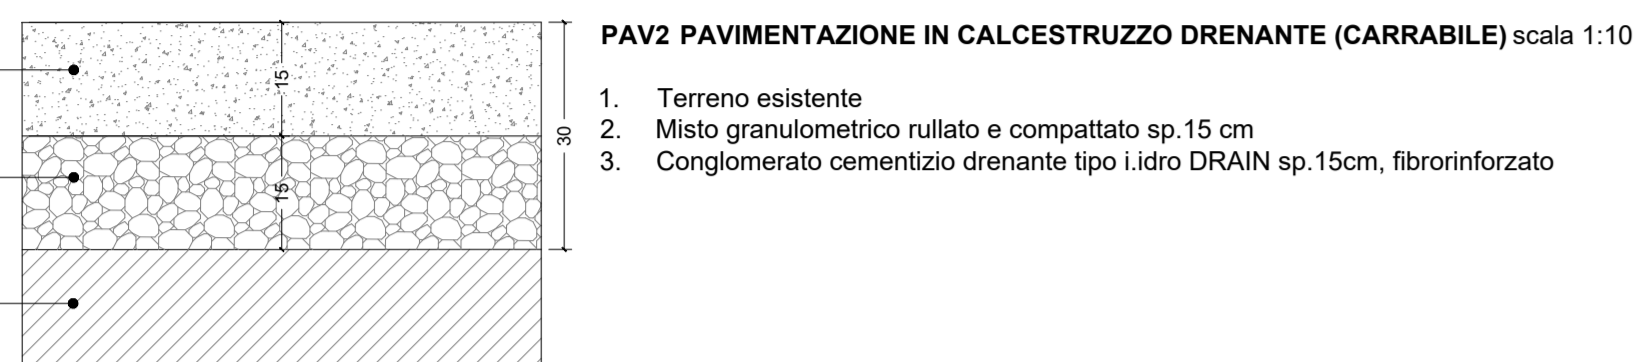 PAV2 PAVIMENTAZIONE IN CALCESTRUZZO DRENANTE (CARRABILE) scala 1:10
1. Terreno esistente
2. Misto granulometrico rullato e compattato sp.15 cm
3. Conglomerato cementizio drenante tipo i.idro DRAIN sp.15cm, fibrorinforzato
15
15
30